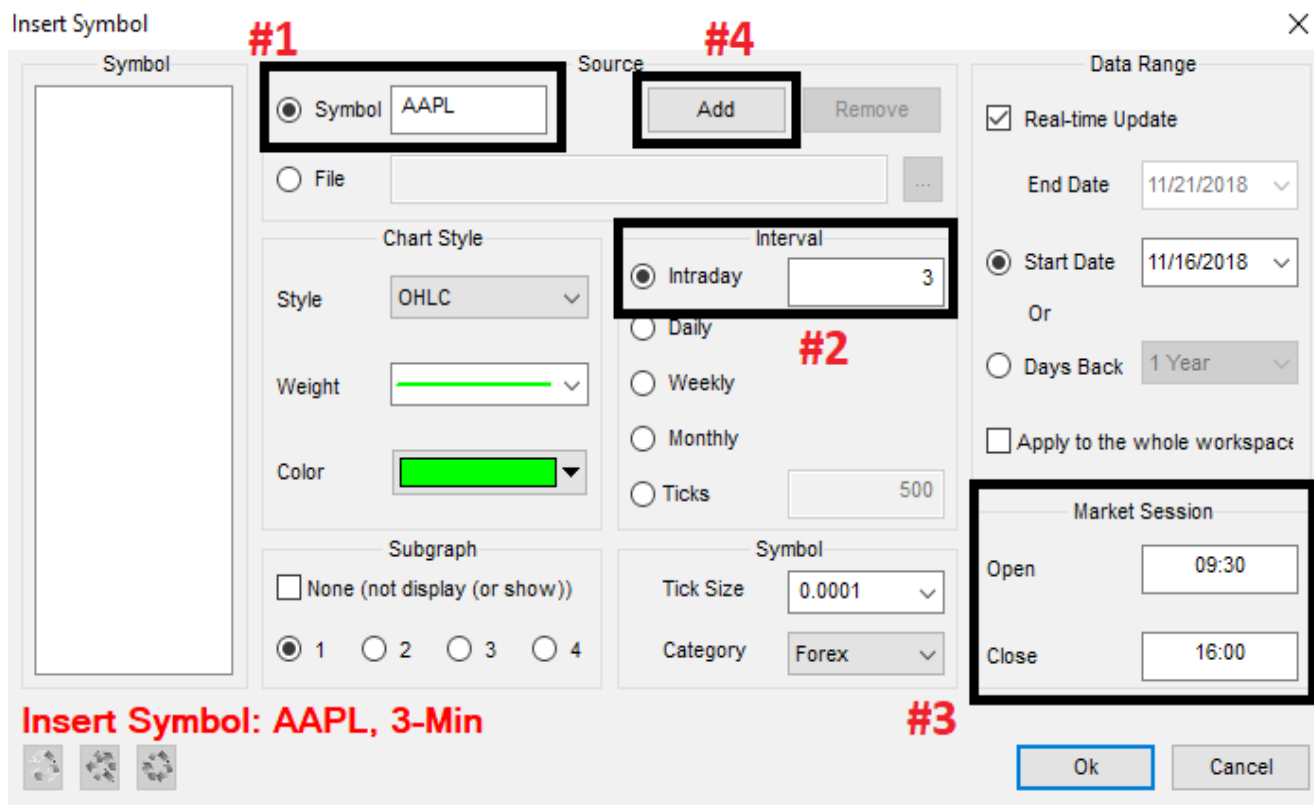 Insert Symbol
#1
#4
Symbol
Source
Data Range
Symbol AAPL
Add
Remove
Real-time Update
File
...
End Date 11/21/2018
Chart Style
Interval
Style OHLC
Intraday 3
Start Date 11/16/2018
Daily
#2
Or
Weight
Weekly
Days Back 1 Year
Monthly
Apply to the whole workspace
Color
Ticks 500
Market Session
Subgraph
Symbol
Open 09:30
None (not display (or show))
Tick Size 0.0001
1 2 3 4
Category Forex
Close 16:00
Insert Symbol: AAPL, 3-Min
#3
Ok
Cancel